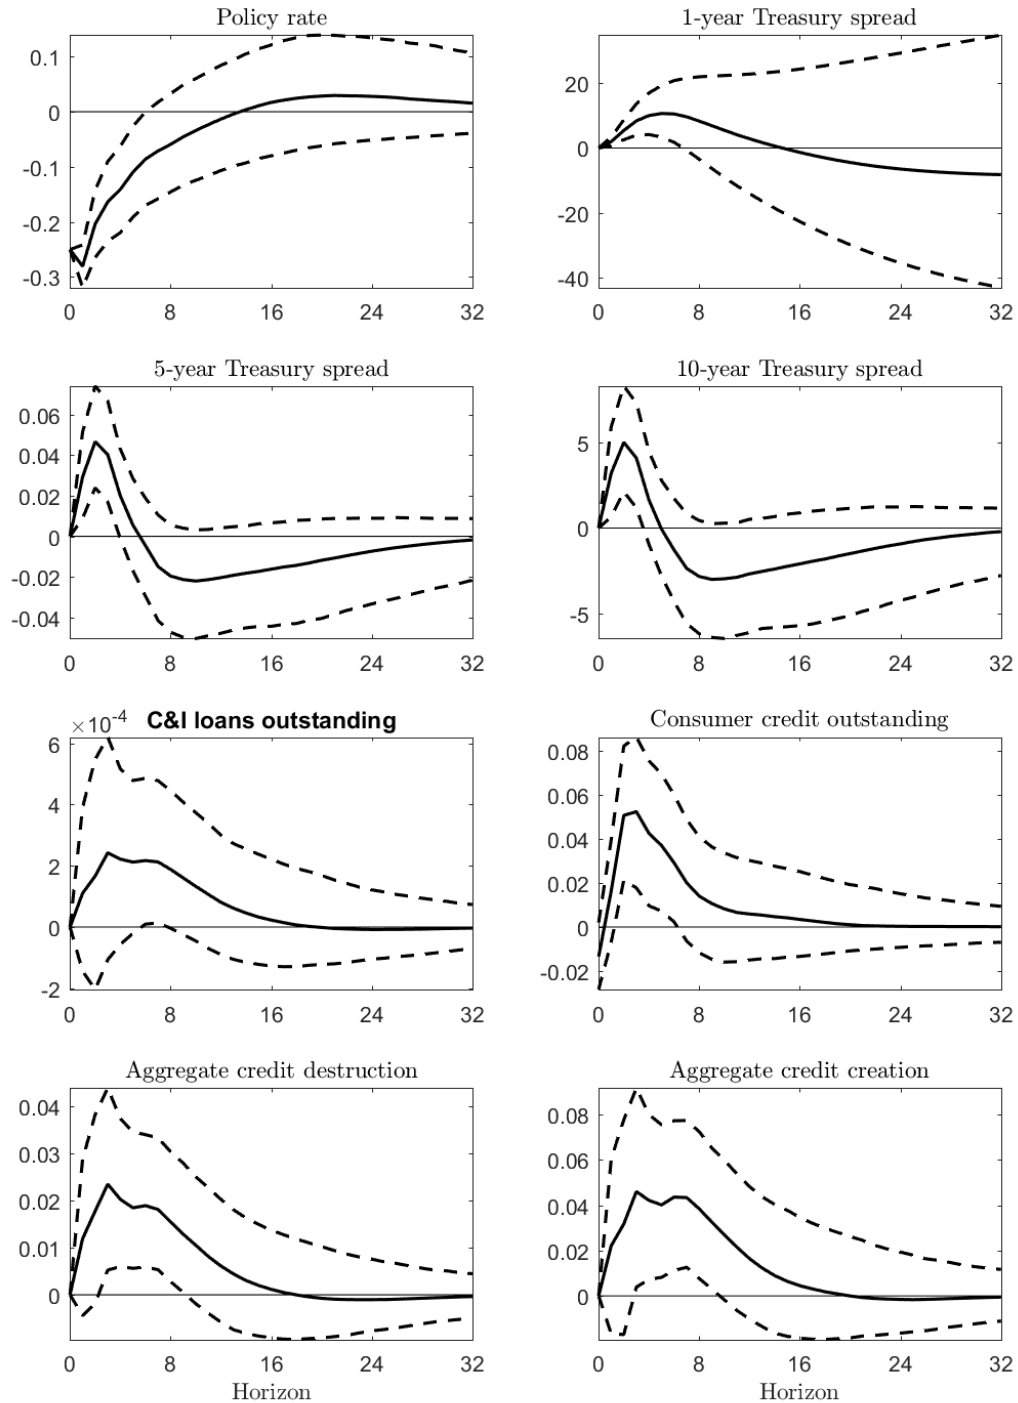 Policy rate
0.1
0
-0.1
-0.2
-0.3
0 8 16 24 32
1-year Treasury spread
20
0
-20
-40
0 8 16 24 32
5-year Treasury spread
0.06
0.04
0.02
0
-0.02
-0.04
0 8 16 24 32
10-year Treasury spread
5
0
-5
0 8 16 24 32
×10⁻⁴ C&I loans outstanding
6
4
2
0
-2
0 8 16 24 32
Consumer credit outstanding
0.08
0.06
0.04
0.02
0
-0.02
0 8 16 24 32
Aggregate credit destruction
0.04
0.03
0.02
0.01
0
0 8 16 24 32
Horizon
Aggregate credit creation
0.08
0.06
0.04
0.02
0
0 8 16 24 32
Horizon